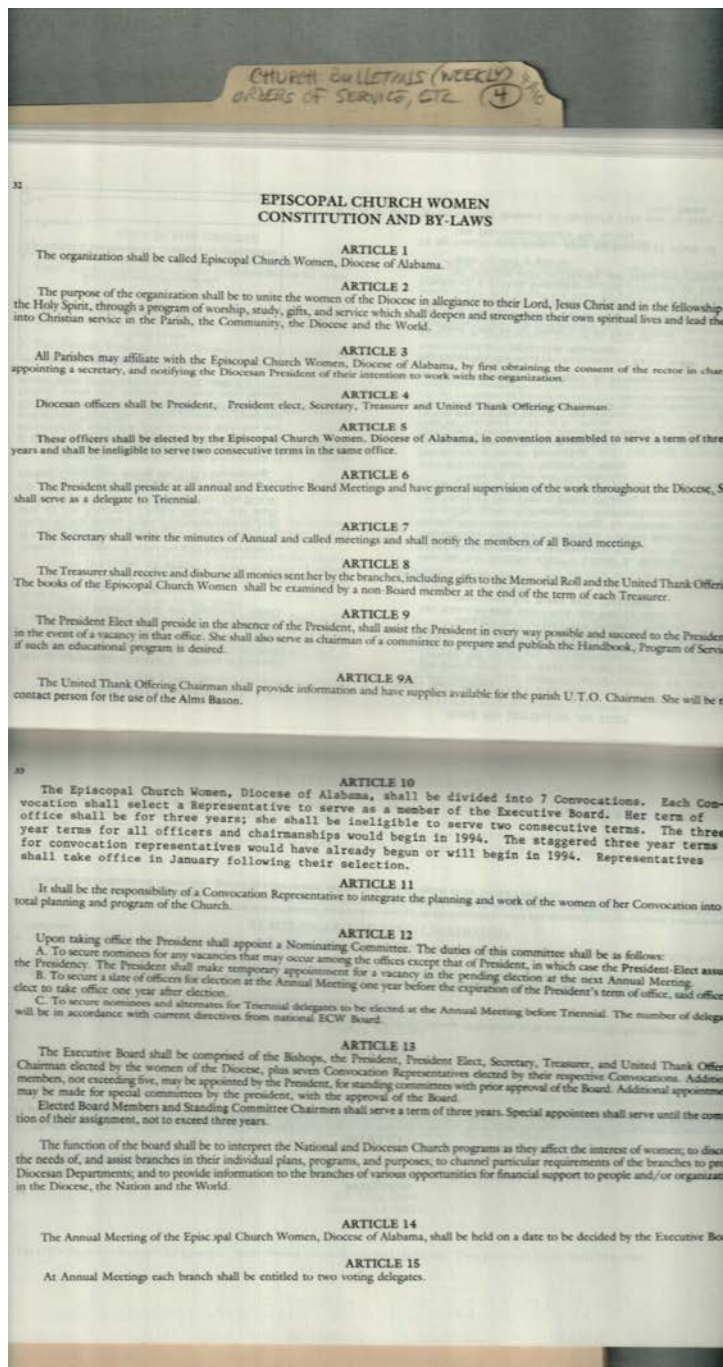 CHURCH BULLETINS (WEEKLY)
ORDERS OF SERVICE, ETC 4
32
EPISCOPAL CHURCH WOMEN
CONSTITUTION AND BY-LAWS
ARTICLE 1
The organization shall be called Episcopal Church Women, Diocese of Alabama.
ARTICLE 2
The purpose of the organization shall be to unite the women of the Diocese in allegiance to their Lord, Jesus Christ and in the fellowship
the Holy Spirit, through a program of worship, study, gifts, and service which shall deepen and strengthen their own spiritual lives and lead the
into Christian service in the Parish, the Community, the Diocese and the World.
ARTICLE 3
All Parishes may affiliate with the Episcopal Church Women, Diocese of Alabama, by first obtaining the consent of the rector in char
appointing a secretary, and notifying the Diocesan President of their intention to work with the organization.
ARTICLE 4
Diocesan officers shall be President, President elect, Secretary, Treasurer and United Thank Offering Chairman.
ARTICLE 5
These officers shall be elected by the Episcopal Church Women, Diocese of Alabama, in convention assembled to serve a term of thre
years and shall be ineligible to serve two consecutive terms in the same office.
ARTICLE 6
The President shall preside at all annual and Executive Board Meetings and have general supervision of the work throughout the Diocese, S
shall serve as a delegate to Triennial.
ARTICLE 7
The Secretary shall write the minutes of Annual and called meetings and shall notify the members of all Board meetings.
ARTICLE 8
The Treasurer shall receive and disburse all monies sent her by the branches, including gifts to the Memorial Roll and the United Thank Offeri
The books of the Episcopal Church Women shall be examined by a non-Board member at the end of the term of each Treasurer.
ARTICLE 9
The President Elect shall preside in the absence of the President, shall assist the President in every way possible and succeed to the Presiden
in the event of a vacancy in that office. She shall also serve as chairman of a committee to prepare and publish the Handbook, Program of Servi
if such an educational program is desired.
ARTICLE 9A
The United Thank Offering Chairman shall provide information and have supplies available for the parish U.T.O. Chairmen. She will be t
contact person for the use of the Alms Bason.
33
ARTICLE 10
The Episcopal Church Women, Diocese of Alabama, shall be divided into 7 Convocations. Each Con-
vocation shall select a Representative to serve as a member of the Executive Board. Her term of
office shall be for three years; she shall be ineligible to serve two consecutive terms. The three
year terms for all officers and chairmanships would begin in 1994. The staggered three year terms
for convocation representatives would have already begun or will begin in 1994. Representatives
shall take office in January following their selection.
ARTICLE 11
It shall be the responsibility of a Convocation Representative to integrate the planning and work of the women of her Convocation into
total planning and program of the Church.
ARTICLE 12
Upon taking office the President shall appoint a Nominating Committee. The duties of this committee shall be as follows:
A. To secure nominees for any vacancies that may occur among the offices except that of President, in which case the President-Elect assu
the Presidency. The President shall make temporary appointment for a vacancy in the pending election at the next Annual Meeting.
B. To secure a slate of officers for election at the Annual Meeting one year before the expiration of the President's term of office, said office
elect to take office one year after election.
C. To secure nominees and alternates for Triennial delegates to be elected at the Annual Meeting before Triennial. The number of delega
will be in accordance with current directives from national ECW Board.
ARTICLE 13
The Executive Board shall be comprised of the Bishops, the President, President Elect, Secretary, Treasurer, and United Thank Offer
Chairman elected by the women of the Diocese, plus seven Convocation Representatives elected by their respective Convocations. Additio
members, not exceeding five, may be appointed by the President, for standing committees with prior approval of the Board. Additional appointme
may be made for special committees by the president, with the approval of the Board.
Elected Board Members and Standing Committee Chairmen shall serve a term of three years. Special appointees shall serve until the com
tion of their assignment, not to exceed three years.
The function of the board shall be to interpret the National and Diocesan Church programs as they affect the interest of women; to disc
the needs of, and assist branches in their individual plans, programs, and purposes; to channel particular requirements of the branches to pro
Diocesan Departments; and to provide information to the branches of various opportunities for financial support to people and/or organizat
in the Diocese, the Nation and the World.
ARTICLE 14
The Annual Meeting of the Episcopal Church Women, Diocese of Alabama, shall be held on a date to be decided by the Executive Bo
ARTICLE 15
At Annual Meetings each branch shall be entitled to two voting delegates.